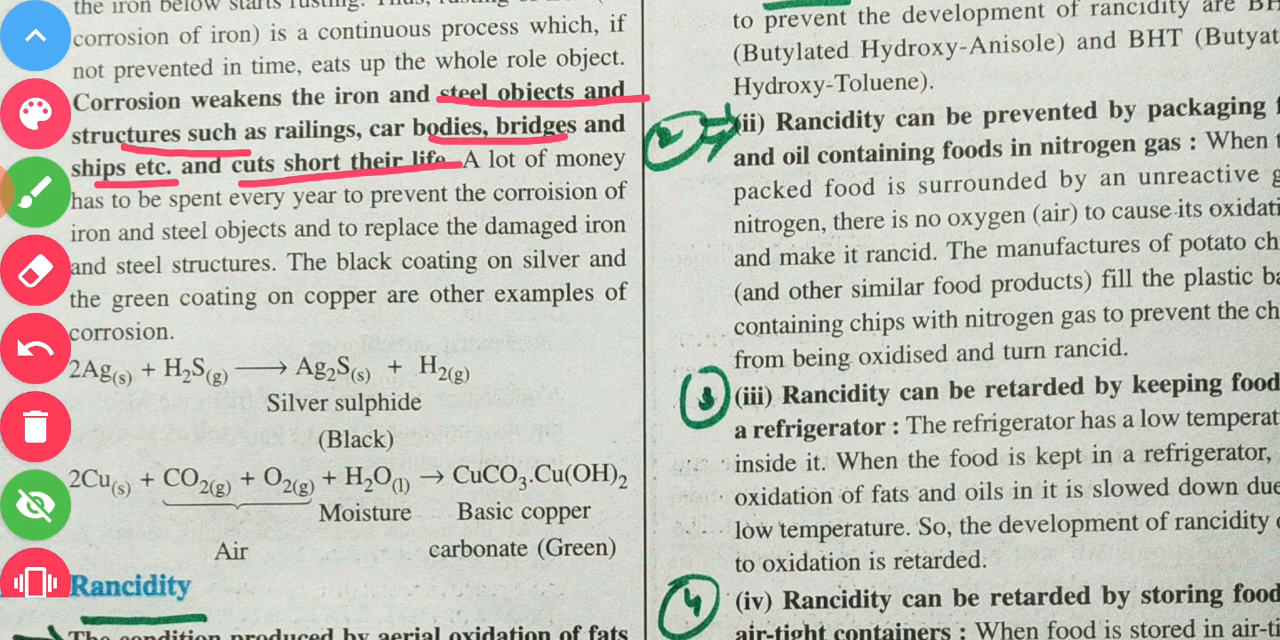 the iron below starts rusting. Thus, rusting
corrosion of iron) is a continuous process which, if
not prevented in time, eats up the whole role object.
Corrosion weakens the iron and steel objects and
structures such as railings, car bodies, bridges and
ships etc. and cuts short their life. A lot of money
has to be spent every year to prevent the corroision of
iron and steel objects and to replace the damaged iron
and steel structures. The black coating on silver and
the green coating on copper are other examples of
corrosion.
2Ag(s) + H₂S(g) ⟶ Ag₂S(s) + H₂(g)
Silver sulphide
(Black)
2Cu(s) + CO₂(g) + O₂(g) + H₂O(l) → CuCO₃.Cu(OH)₂
Moisture Basic copper
Air carbonate (Green)
Rancidity
The condition produced by aerial oxidation of fats
to prevent the development of rancidity are BH
(Butylated Hydroxy-Anisole) and BHT (Butyat
Hydroxy-Toluene).
2 (ii) Rancidity can be prevented by packaging
and oil containing foods in nitrogen gas : When
packed food is surrounded by an unreactive g
nitrogen, there is no oxygen (air) to cause its oxidati
and make it rancid. The manufactures of potato ch
(and other similar food products) fill the plastic ba
containing chips with nitrogen gas to prevent the ch
from being oxidised and turn rancid.
3 (iii) Rancidity can be retarded by keeping food
a refrigerator : The refrigerator has a low temperat
inside it. When the food is kept in a refrigerator,
oxidation of fats and oils in it is slowed down due
low temperature. So, the development of rancidity
to oxidation is retarded.
4 (iv) Rancidity can be retarded by storing food
air-tight containers : When food is stored in air-ti